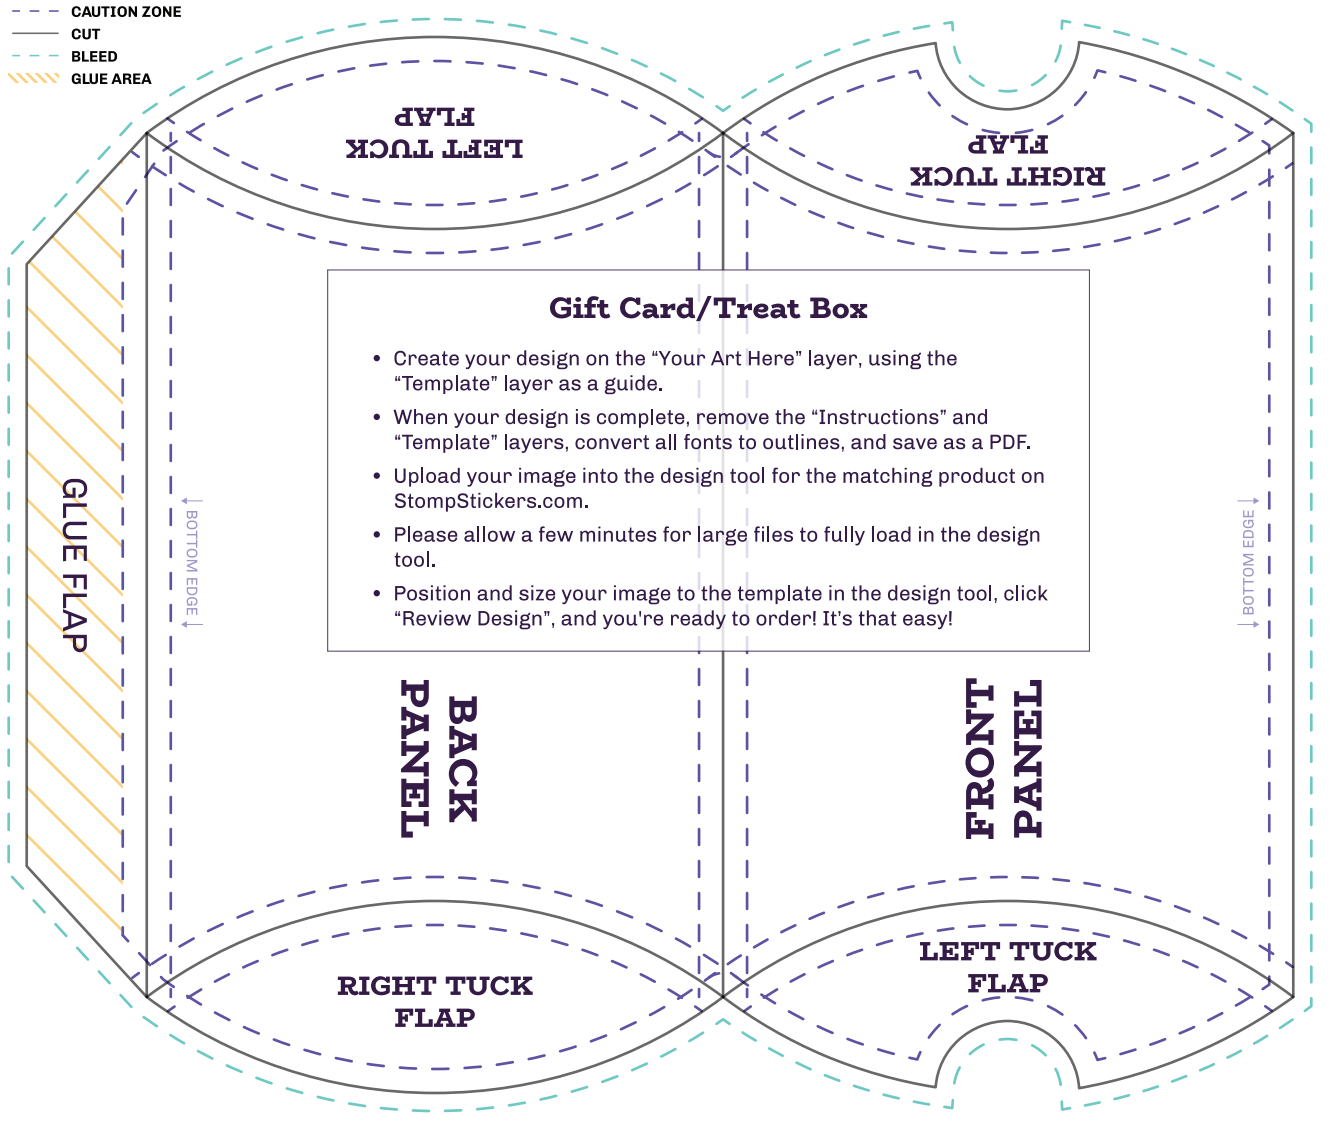 CAUTION ZONE
CUT
BLEED
GLUE AREA
LEFT TUCK
FLAP
RIGHT TUCK
FLAP
Gift Card/Treat Box
• Create your design on the “Your Art Here” layer, using the
“Template” layer as a guide.
• When your design is complete, remove the “Instructions” and
“Template” layers, convert all fonts to outlines, and save as a PDF.
• Upload your image into the design tool for the matching product on
StompStickers.com.
• Please allow a few minutes for large files to fully load in the design
tool.
• Position and size your image to the template in the design tool, click
“Review Design”, and you're ready to order! It’s that easy!
GLUE FLAP
BOTTOM EDGE
BOTTOM EDGE
BACK
PANEL
FRONT
PANEL
RIGHT TUCK
FLAP
LEFT TUCK
FLAP